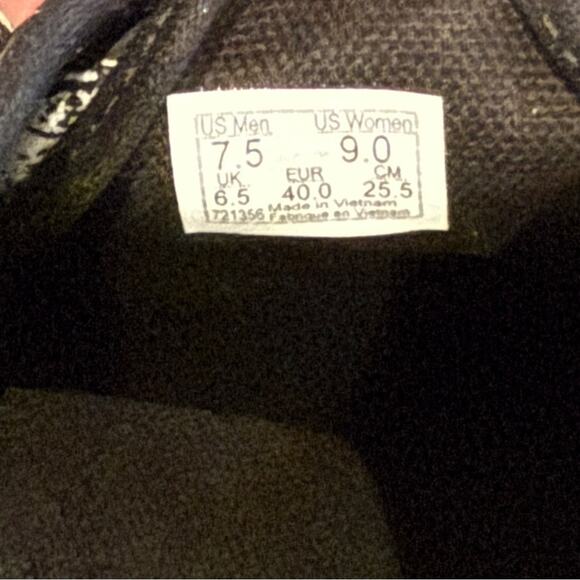 US Men US Women
7.5 9.0
UK EUR CM
6.5 40.0 25.5
Made in Vietnam
1721356 Fabriqué en Vietnam